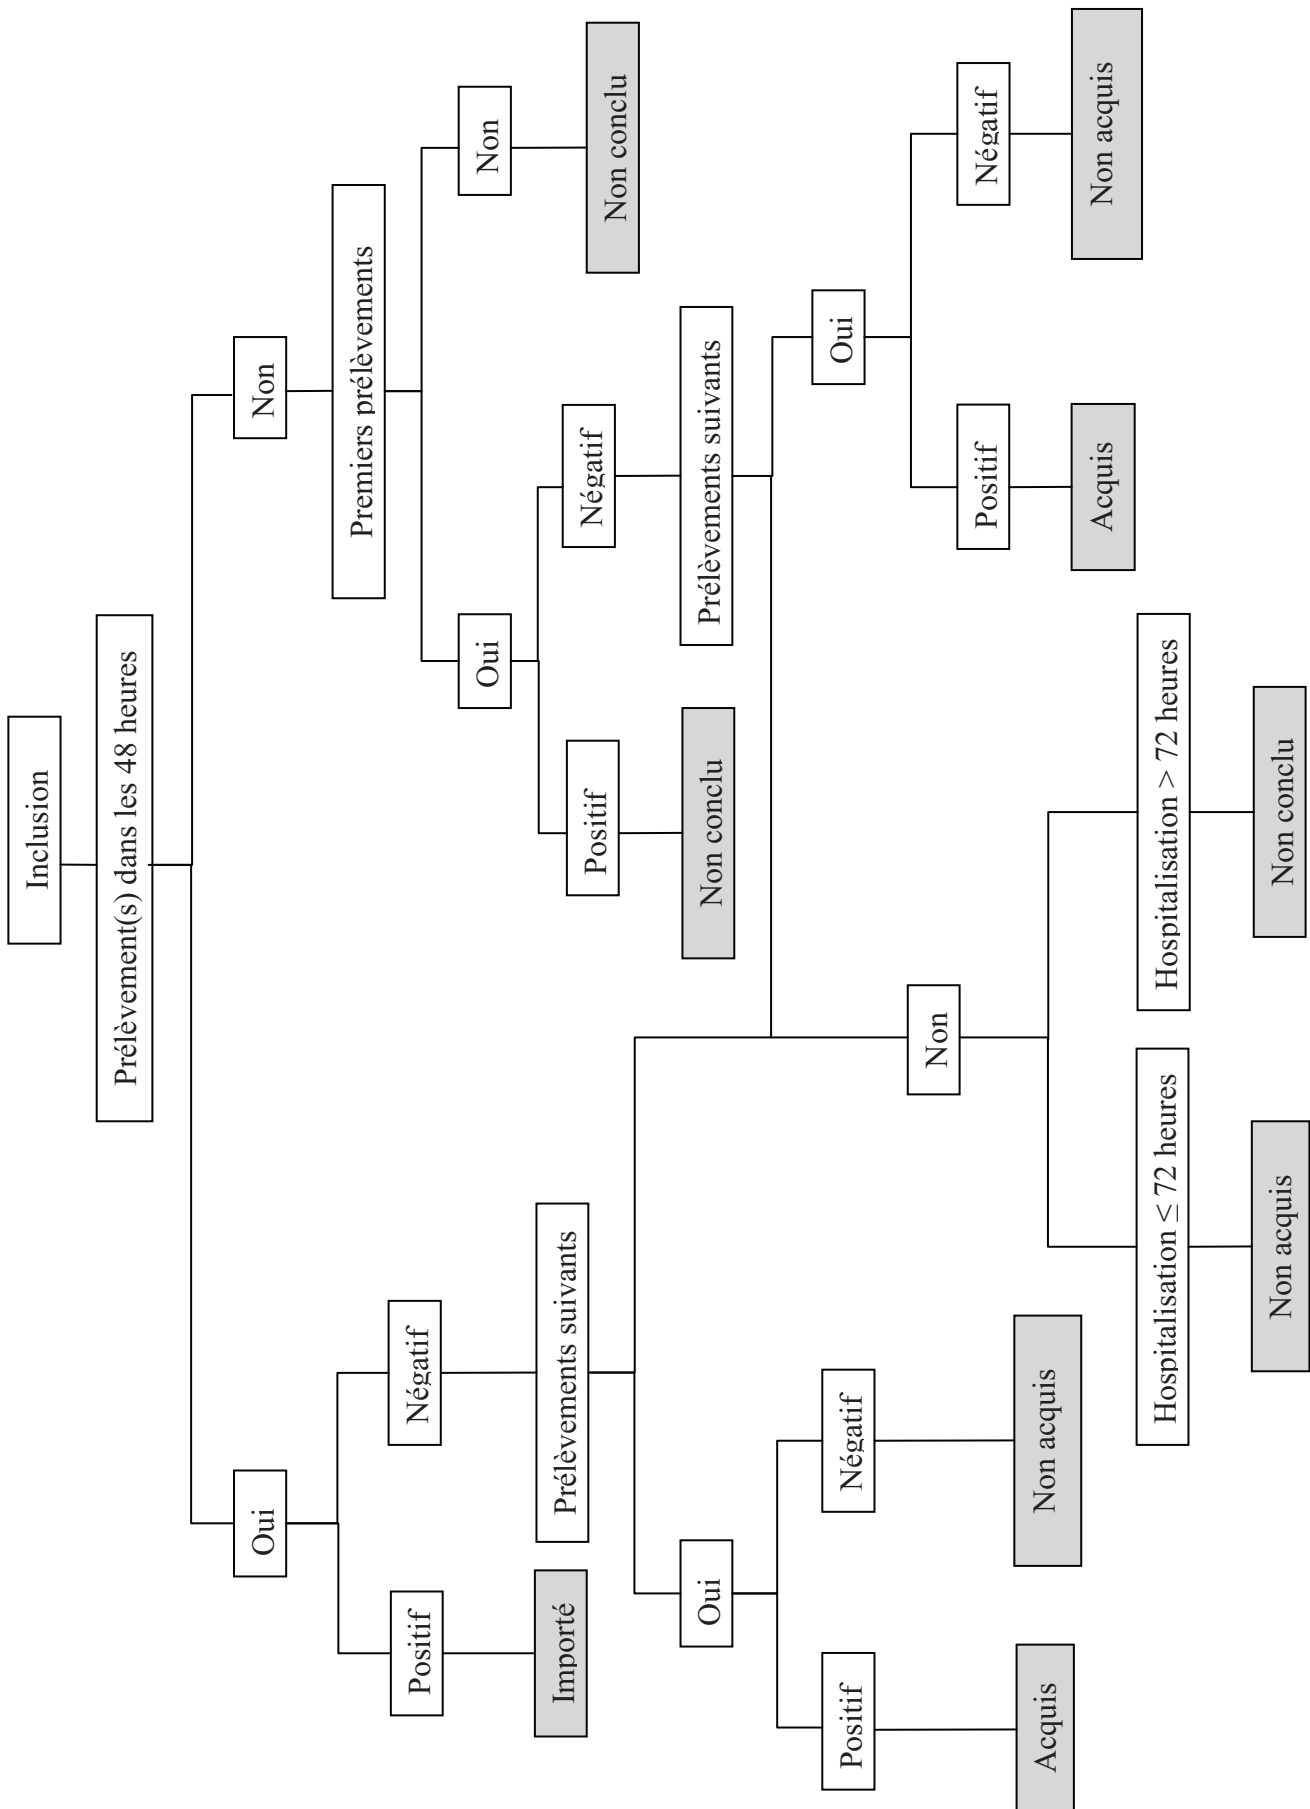 Inclusion
Prélèvement(s) dans les 48 heures
Oui
Non
Positif
Négatif
Premiers prélèvements
Importé
Prélèvements suivants
Oui
Non
Positif
Négatif
Non conclu
Non conclu
Prélèvements suivants
Oui
Non
Oui
Positif
Négatif
Positif
Négatif
Acquis
Non acquis
Hospitalisation ≤ 72 heures
Hospitalisation > 72 heures
Acquis
Non acquis
Non acquis
Non conclu